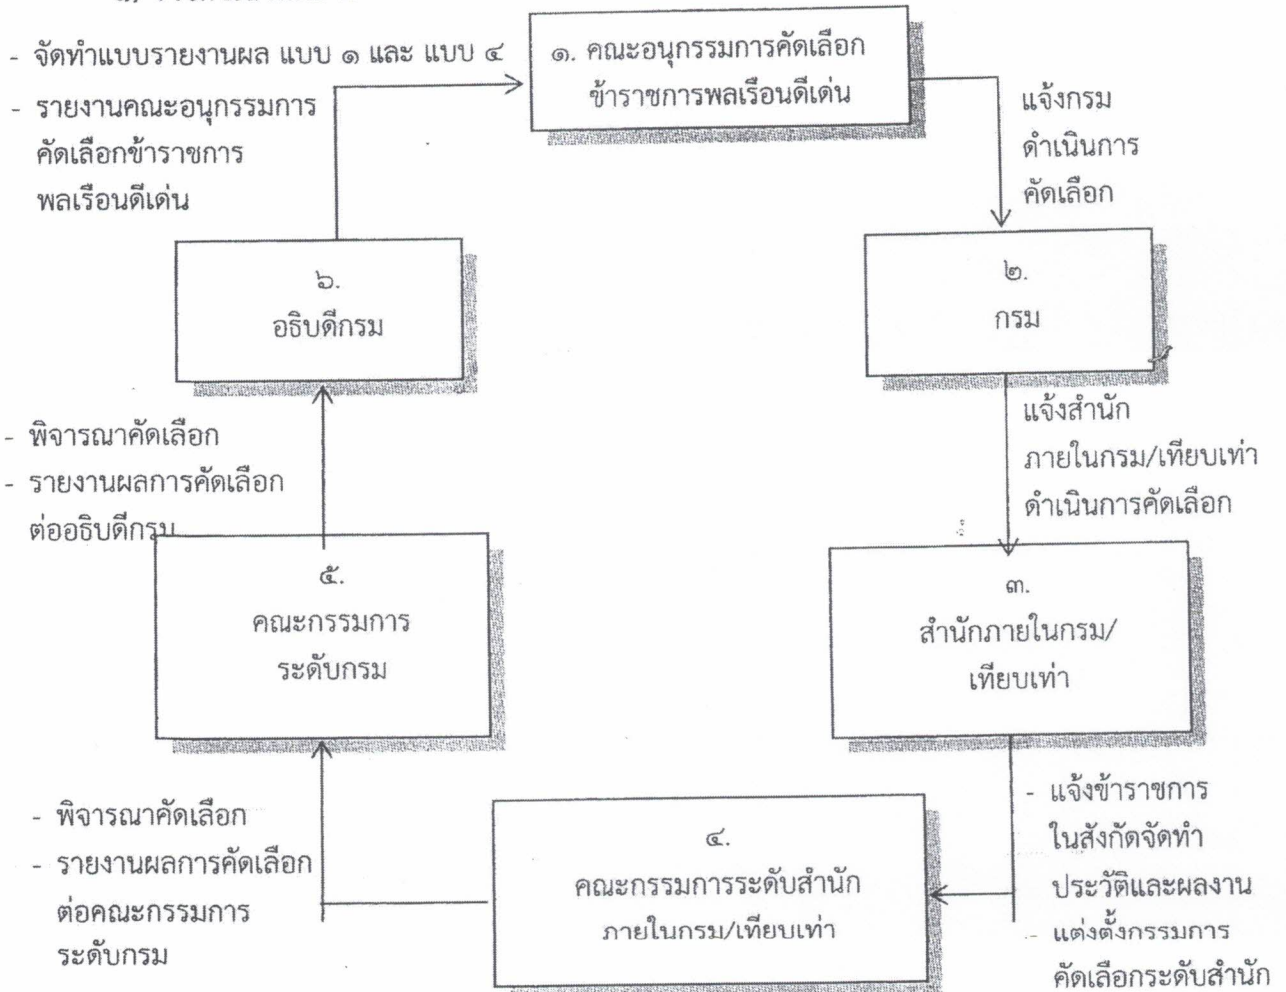 - จัดทำแบบรายงานผล แบบ ๑ และ แบบ ๔
- รายงานคณะอนุกรรมการ
คัดเลือกข้าราชการ
พลเรือนดีเด่น
๑. คณะอนุกรรมการคัดเลือก
ข้าราชการพลเรือนดีเด่น
แจ้งกรม
ดำเนินการ
คัดเลือก
๒.
กรม
แจ้งสำนัก
ภายในกรม/เทียบเท่า
ดำเนินการคัดเลือก
๓.
สำนักภายในกรม/
เทียบเท่า
- แจ้งข้าราชการ
ในสังกัดจัดทำ
ประวัติและผลงาน
- แต่งตั้งกรรมการ
คัดเลือกระดับสำนัก
๔.
คณะกรรมการระดับสำนัก
ภายในกรม/เทียบเท่า
- พิจารณาคัดเลือก
- รายงานผลการคัดเลือก
ต่อคณะกรรมการ
ระดับกรม
๕.
คณะกรรมการ
ระดับกรม
- พิจารณาคัดเลือก
- รายงานผลการคัดเลือก
ต่ออธิบดีกรม
๖.
อธิบดีกรม